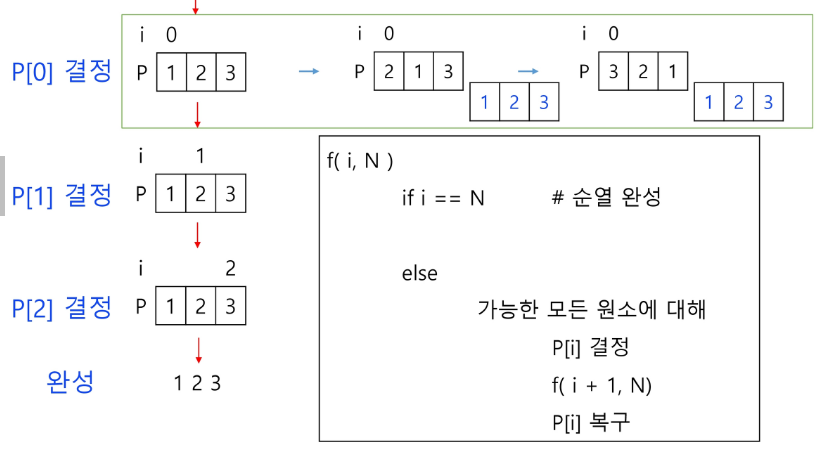 i 0
i 0
i 0
P[0] 결정 P 1 2 3 → P 2 1 3 → P 3 2 1
1 2 3
1 2 3
i 1
P[1] 결정 P 1 2 3
i 2
P[2] 결정 P 1 2 3
완성 1 2 3
f( i, N )
if i == N # 순열 완성
else
가능한 모든 원소에 대해
P[i] 결정
f( i + 1, N)
P[i] 복구